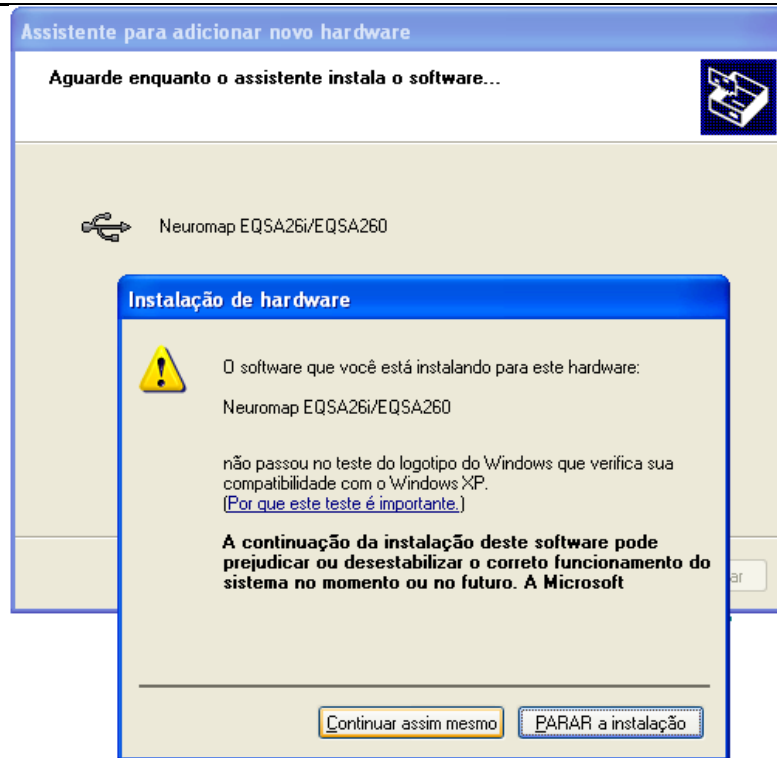 Assistente para adicionar novo hardware
Aguarde enquanto o assistente instala o software...
Neuromap EQSA26i/EQSA260
Instalação de hardware
O software que você está instalando para este hardware:
Neuromap EQSA26i/EQSA260
não passou no teste do logotipo do Windows que verifica sua
compatibilidade com o Windows XP.
(Por que este teste é importante.)
A continuação da instalação deste software pode
prejudicar ou desestabilizar o correto funcionamento do
sistema no momento ou no futuro. A Microsoft
ar
Continuar assim mesmo
PARAR a instalação